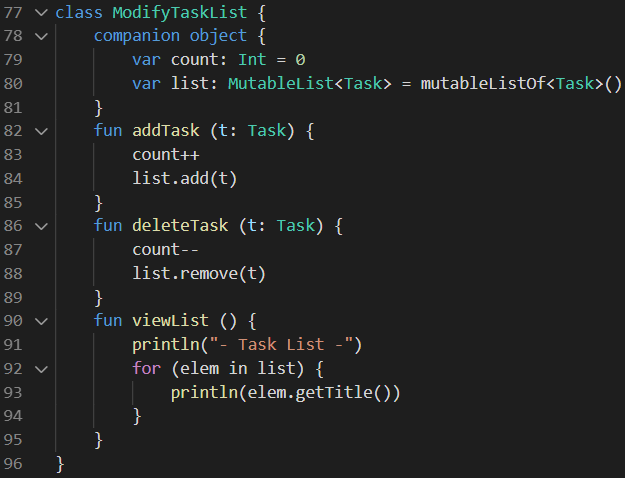 77 class ModifyTaskList {
78     companion object {
79         var count: Int = 0
80         var list: MutableList<Task> = mutableListOf<Task>()
81     }
82     fun addTask (t: Task) {
83         count++
84         list.add(t)
85     }
86     fun deleteTask (t: Task) {
87         count--
88         list.remove(t)
89     }
90     fun viewList () {
91         println("- Task List -")
92         for (elem in list) {
93             println(elem.getTitle())
94         }
95     }
96 }